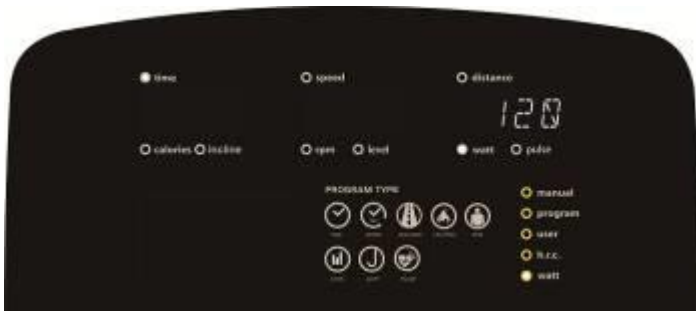 time speed distance
120
calories incline rpm level watt pulse
PROGRAM TYPE
manual
program
user
h.r.c.
watt